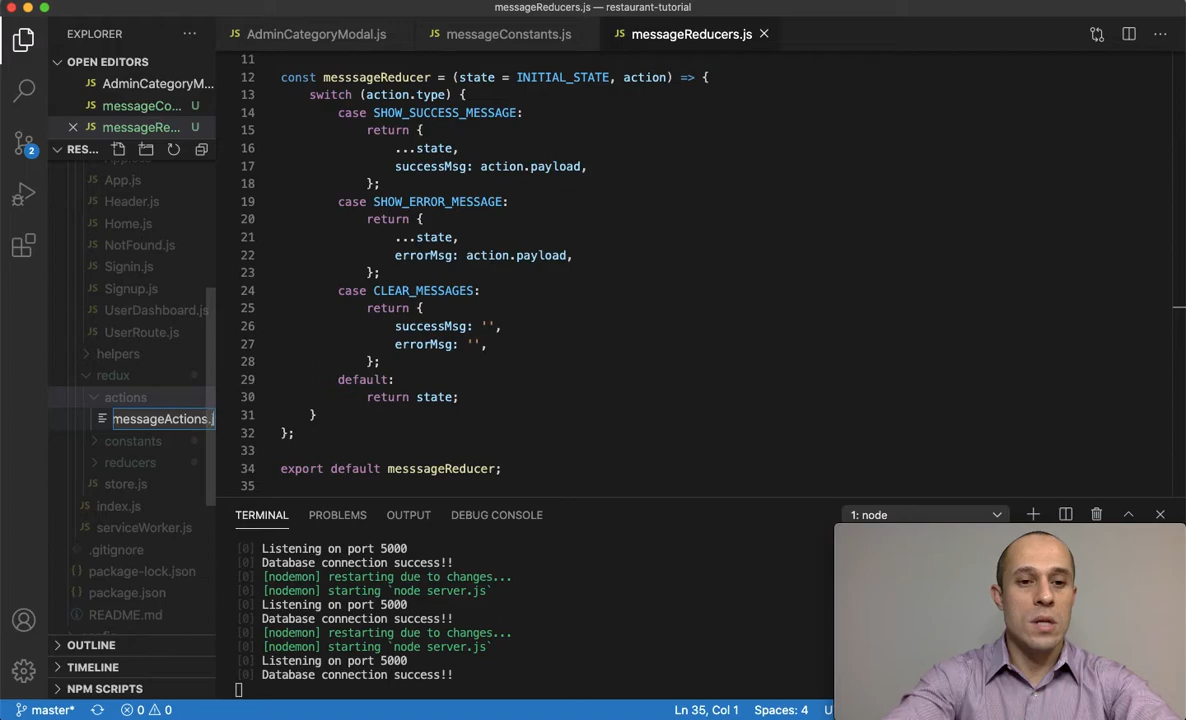 messageReducers.js — restaurant-tutorial
EXPLORER
AdminCategoryModal.js
messageConstants.js
messageReducers.js
OPEN EDITORS
AdminCategoryM...
messageCo... U
messageRe... U
RES...
App.js
Header.js
Home.js
NotFound.js
Signin.js
Signup.js
UserDashboard.js
UserRoute.js
helpers
redux
actions
messageActions.j
constants
reducers
store.js
index.js
serviceWorker.js
.gitignore
package-lock.json
package.json
README.md
OUTLINE
TIMELINE
NPM SCRIPTS
2
11
12 const messsageReducer = (state = INITIAL_STATE, action) => {
13 switch (action.type) {
14 case SHOW_SUCCESS_MESSAGE:
15 return {
16 ...state,
17 successMsg: action.payload,
18 };
19 case SHOW_ERROR_MESSAGE:
20 return {
21 ...state,
22 errorMsg: action.payload,
23 };
24 case CLEAR_MESSAGES:
25 return {
26 successMsg: '',
27 errorMsg: '',
28 };
29 default:
30 return state;
31 }
32 };
33
34 export default messsageReducer;
35
TERMINAL PROBLEMS OUTPUT DEBUG CONSOLE
1: node
[0] Listening on port 5000
[0] Database connection success!!
[0] [nodemon] restarting due to changes...
[0] [nodemon] starting `node server.js`
[0] Listening on port 5000
[0] Database connection success!!
[0] [nodemon] restarting due to changes...
[0] [nodemon] starting `node server.js`
[0] Listening on port 5000
[0] Database connection success!!
master* 0 0
Ln 35, Col 1 Spaces: 4 U